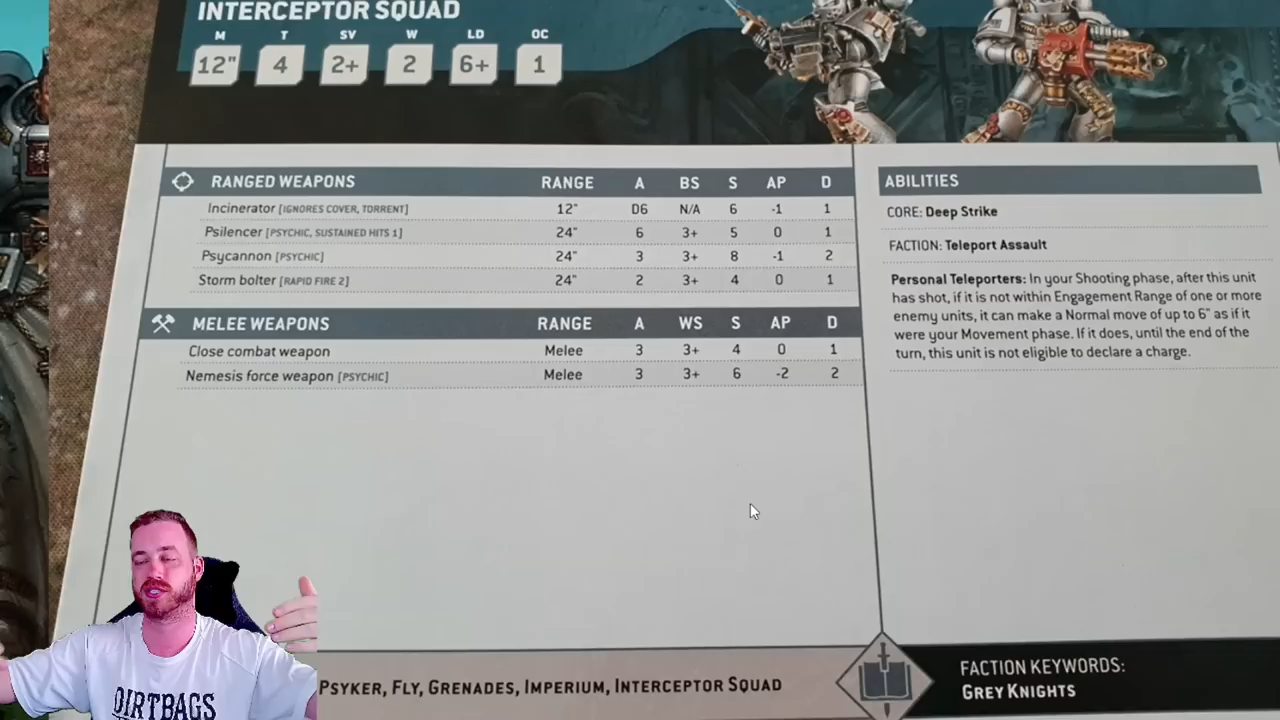 INTERCEPTOR SQUAD
M T SV W LD OC
12" 4 2+ 2 6+ 1
RANGED WEAPONS RANGE A BS S AP D
Incinerator [IGNORES COVER, TORRENT] 12" D6 N/A 6 -1 1
Psilencer [PSYCHIC, SUSTAINED HITS 1] 24" 6 3+ 5 0 1
Psycannon [PSYCHIC] 24" 3 3+ 8 -1 2
Storm bolter [RAPID FIRE 2] 24" 2 3+ 4 0 1
MELEE WEAPONS RANGE A WS S AP D
Close combat weapon Melee 3 3+ 4 0 1
Nemesis force weapon [PSYCHIC] Melee 3 3+ 6 -2 2
ABILITIES
CORE: Deep Strike
FACTION: Teleport Assault
Personal Teleporters: In your Shooting phase, after this unit
has shot, if it is not within Engagement Range of one or more
enemy units, it can make a Normal move of up to 6" as if it
were your Movement phase. If it does, until the end of the
turn, this unit is not eligible to declare a charge.
PSYKER, FLY, GRENADES, IMPERIUM, INTERCEPTOR SQUAD
FACTION KEYWORDS:
GREY KNIGHTS
DIRTBAGS